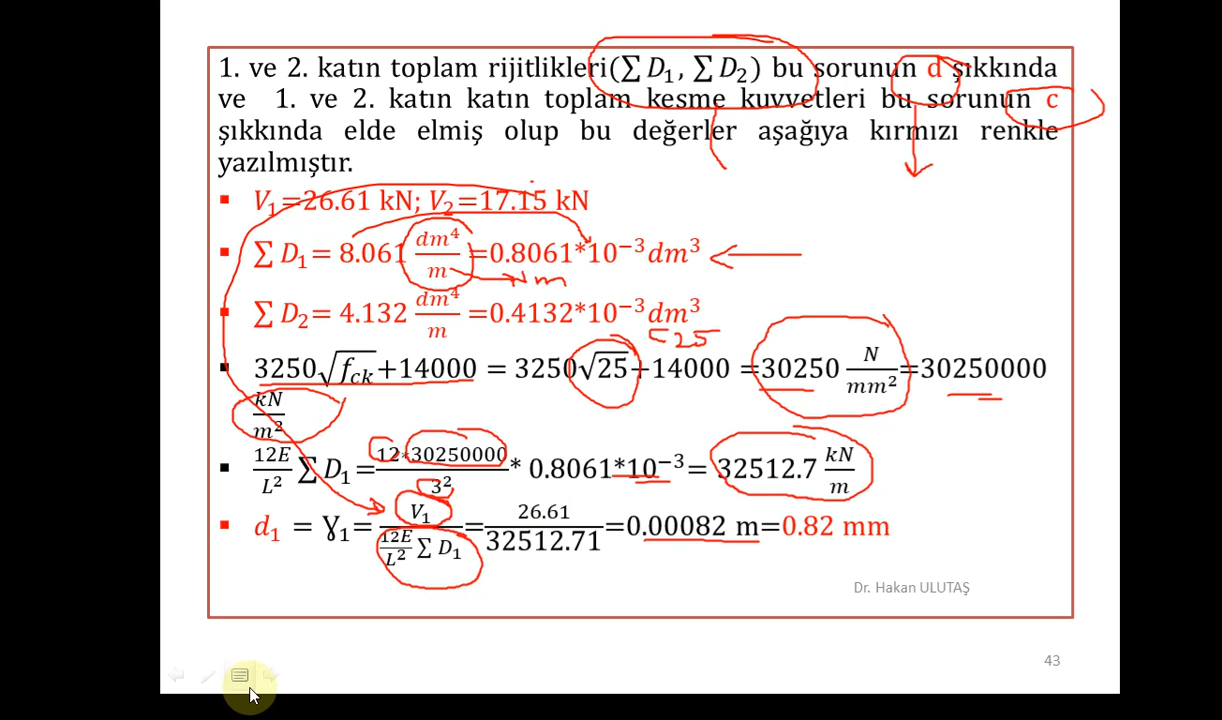 1. ve 2. katın toplam rijitlikleri(∑ D₁, ∑ D₂) bu sorunun d şıkkında
ve 1. ve 2. katın katın toplam kesme kuvvetleri bu sorunun c
şıkkında elde elmiş olup bu değerler aşağıya kırmızı renkle
yazılmıştır.
▪ V₁=26.61 kN; V₂=17.15 kN
▪ ∑ D₁= 8.061 dm⁴/m =0.8061*10⁻³dm³
Nm
▪ ∑ D₂= 4.132 dm⁴/m =0.4132*10⁻³dm³
C25
▪ 3250√fck+14000 = 3250√25+14000 =30250 N/mm² =30250000
kN/m²
▪ 12E/L² ∑ D₁= 12*30250000/3² * 0.8061*10⁻³= 32512.7 kN/m
▪ d₁ = Ɣ₁= V₁/(12E/L² ∑ D₁) = 26.61/32512.71 =0.00082 m=0.82 mm
Dr. Hakan ULUTAŞ
43